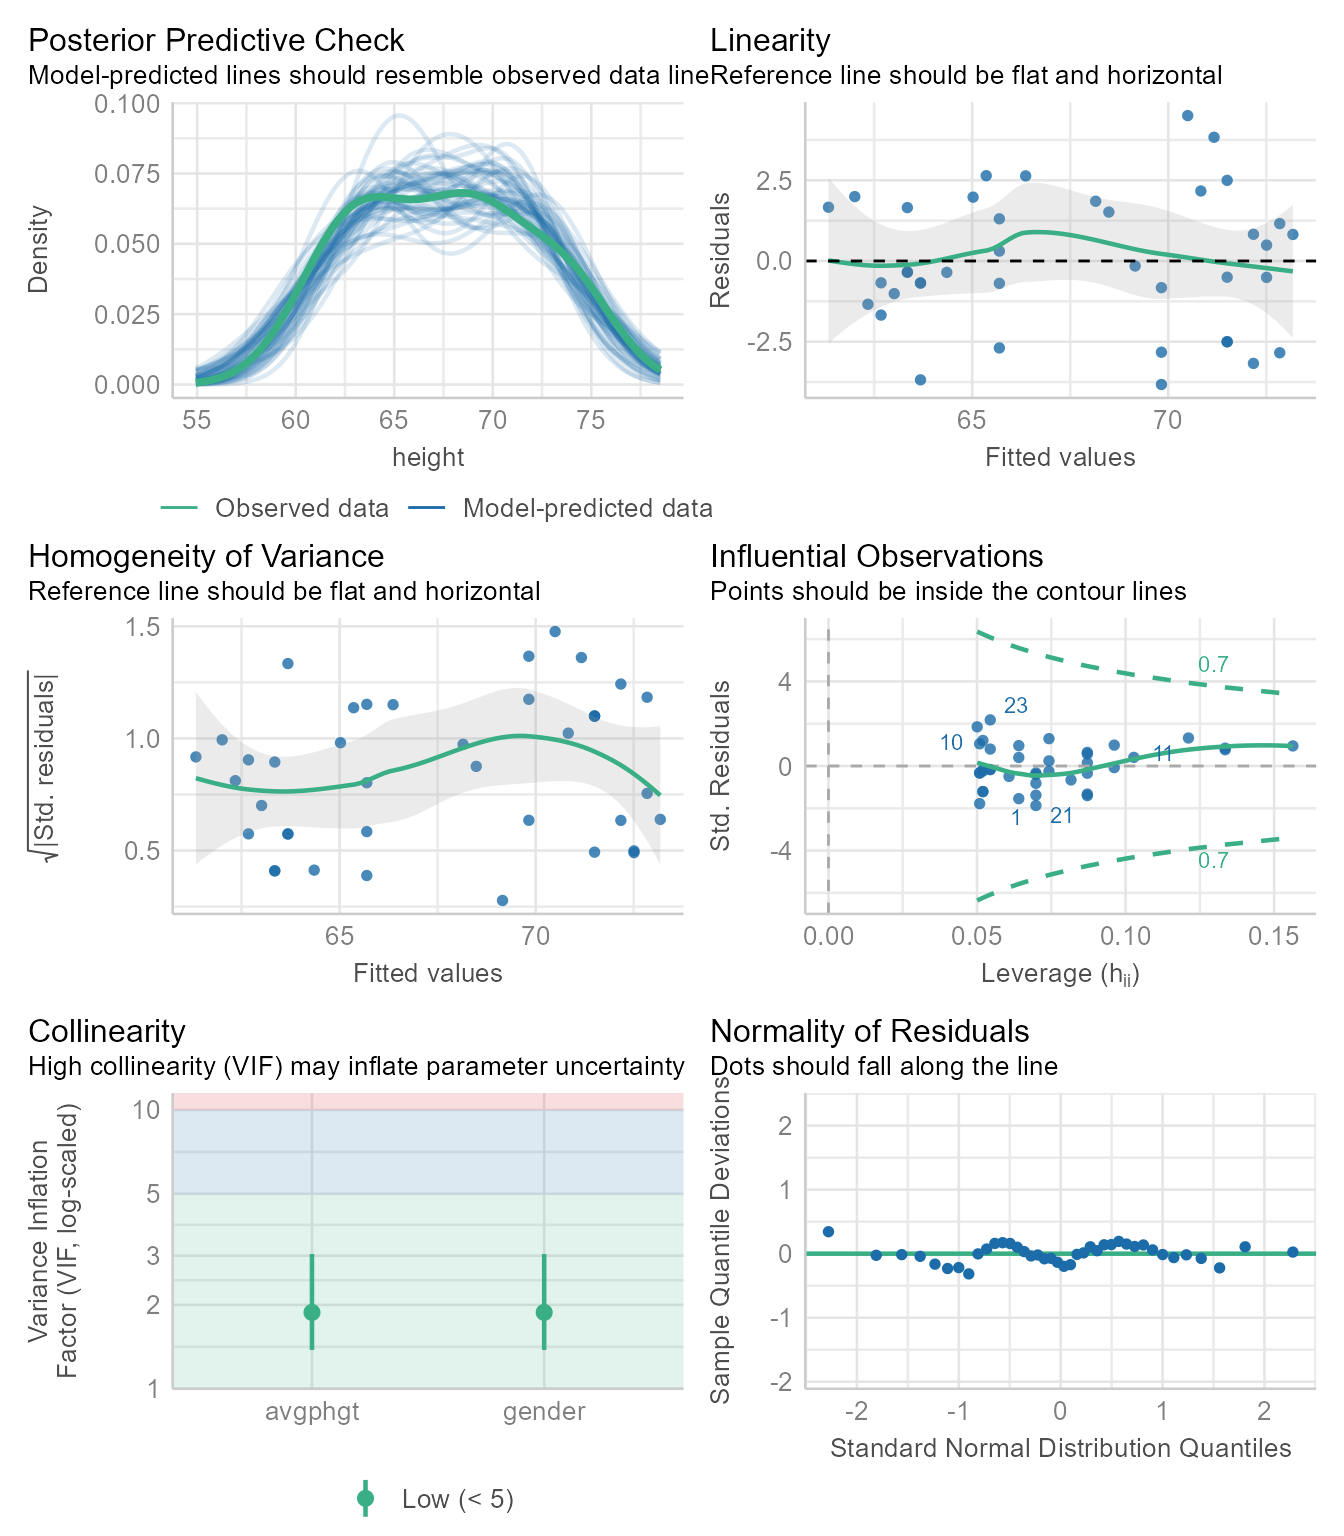 Posterior Predictive Check
Model-predicted lines should resemble observed data line
0.100
0.075
0.050
0.025
0.000
Density
55 60 65 70 75
height
Observed data Model-predicted data
Linearity
Reference line should be flat and horizontal
2.5
0.0
-2.5
Residuals
65 70
Fitted values
Homogeneity of Variance
Reference line should be flat and horizontal
1.5
1.0
0.5
√|Std. residuals|
65 70
Fitted values
Influential Observations
Points should be inside the contour lines
4
0
-4
Std. Residuals
0.7
23
10
11
1
21
0.7
0.00 0.05 0.10 0.15
Leverage (hii)
Collinearity
High collinearity (VIF) may inflate parameter uncertainty
10
5
3
2
1
Variance Inflation
Factor (VIF, log-scaled)
avgphgt gender
Low (< 5)
Normality of Residuals
Dots should fall along the line
2
1
0
-1
-2
Sample Quantile Deviations
-2 -1 0 1 2
Standard Normal Distribution Quantiles